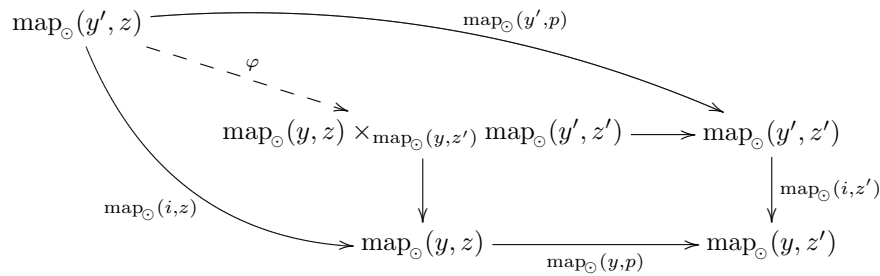 map⊙(y′, z)
map⊙(y′,p)
φ
map⊙(y, z) ×map⊙(y,z′) map⊙(y′, z′)
map⊙(y′, z′)
map⊙(i,z)
map⊙(i,z′)
map⊙(y, z)
map⊙(y,p)
map⊙(y, z′)